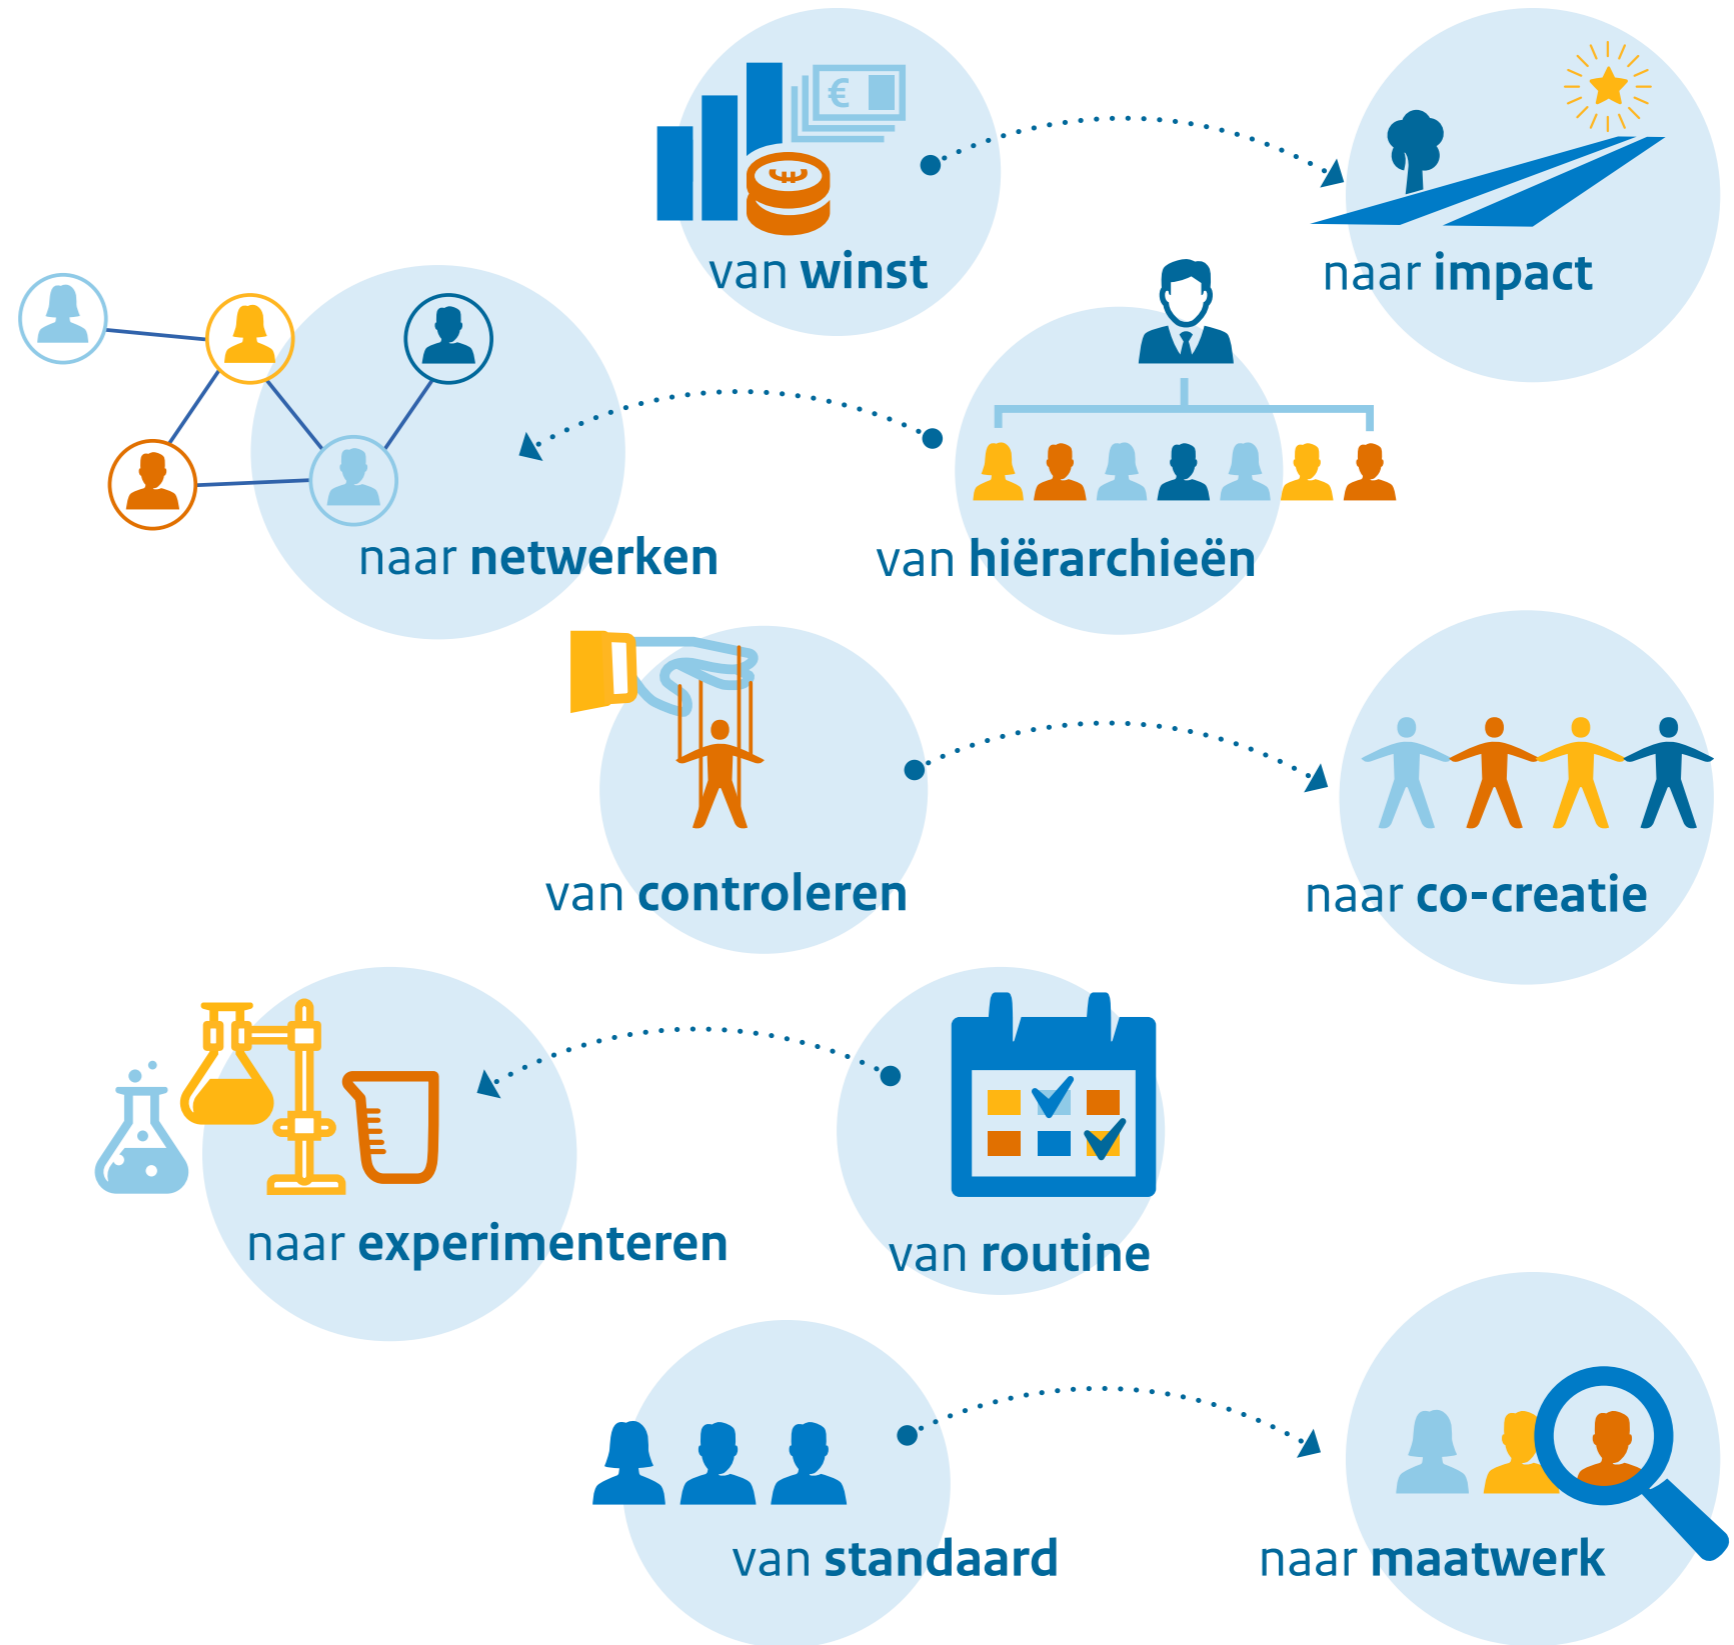 €
van winst
naar impact
naar netwerken
van hiërarchieën
van controleren
naar co-creatie
naar experimenteren
van routine
van standaard
naar maatwerk